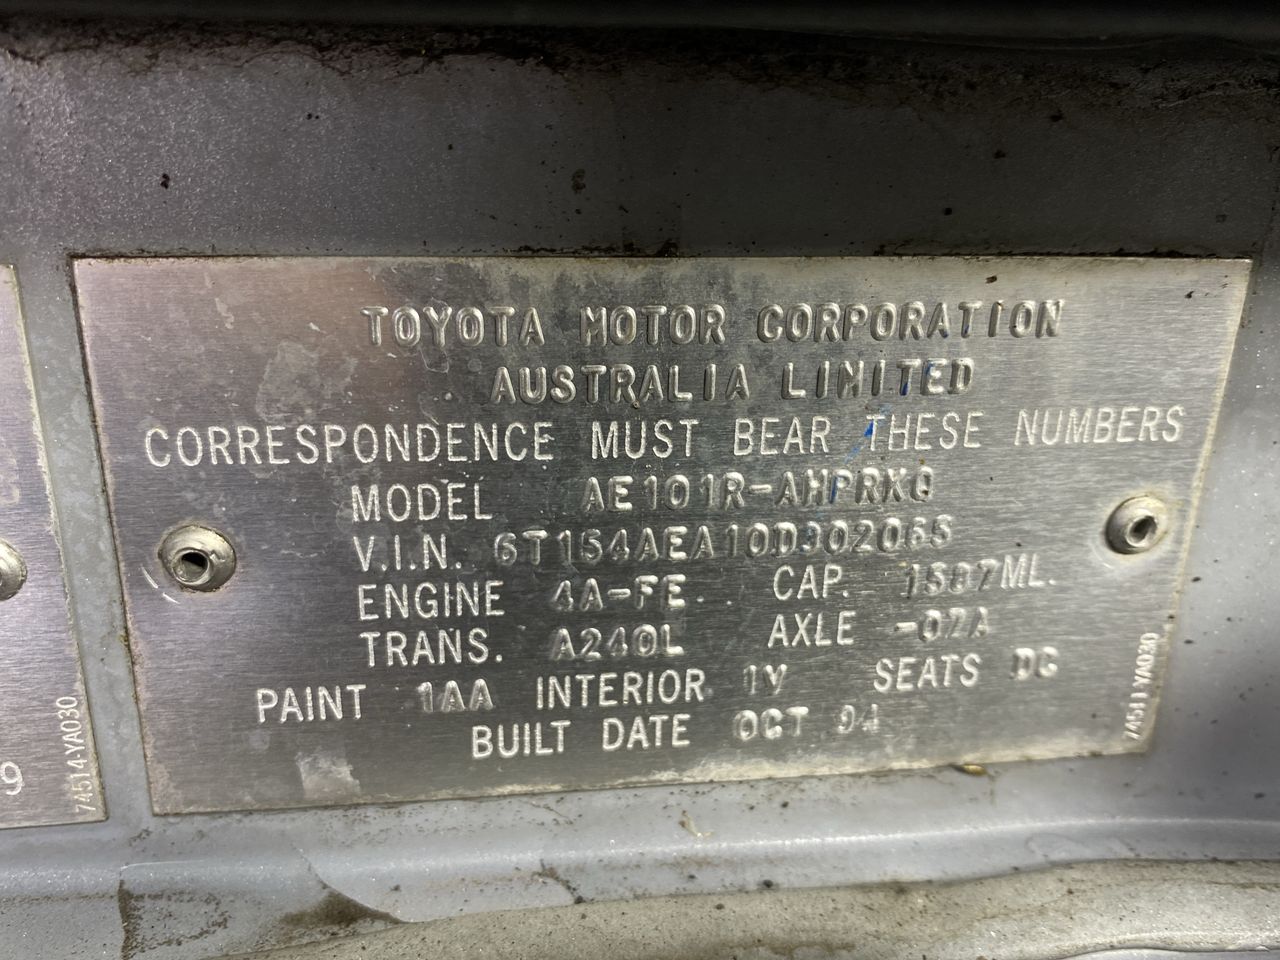 TOYOTA MOTOR CORPORATION
AUSTRALIA LIMITED
CORRESPONDENCE MUST BEAR THESE NUMBERS
MODEL AE101R-AHPRKQ
V.I.N. 6T154AEA10D302065
ENGINE 4A-FE CAP. 1587ML.
TRANS. A240L AXLE -02A
PAINT 1AA INTERIOR 1V SEATS DC
BUILT DATE OCT 94
74511-YA030
74514-YA030
9